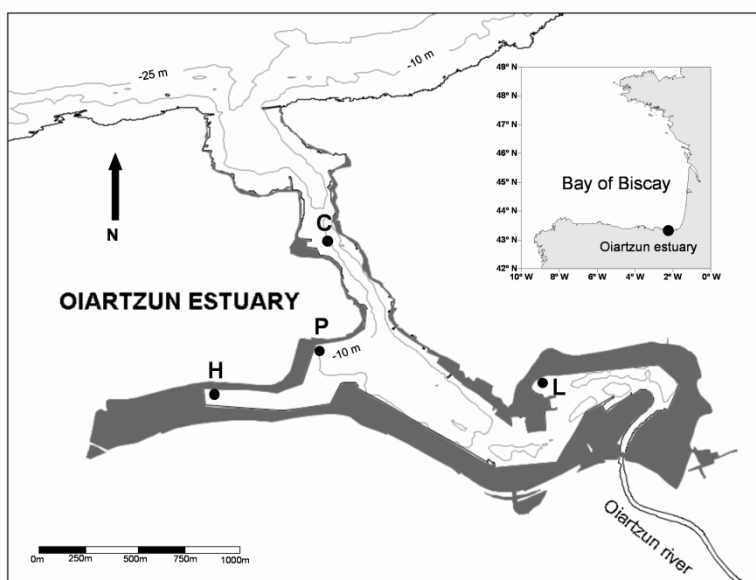 -25 m
-10 m
49° N
48° N
47° N
46° N
45° N
44° N
43° N
42° N
Bay of Biscay
Oiartzun estuary
10° W 8° W 6° W 4° W 2° W 0° W
N
C
OIARTZUN ESTUARY
P
-10 m
H
L
Oiartzun river
0m 250m 500m 750m 1000m